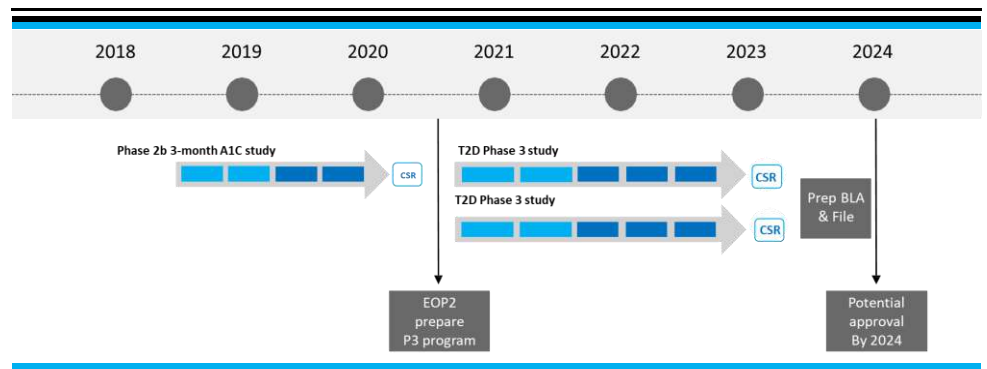 2018 2019 2020 2021 2022 2023 2024
Phase 2b 3-month A1C study
CSR
T2D Phase 3 study
CSR
T2D Phase 3 study
CSR
Prep BLA
& File
EOP2
prepare
P3 program
Potential
approval
By 2024